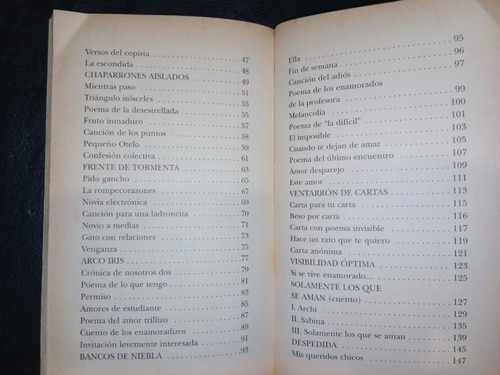 Versos del copista 47
La escondida 48
CHAPARRONES AISLADOS 49
Mientras paso 51
Triángulo isósceles 53
Poema de la desestrellada 55
Fruto inmaduro 57
Canción de los puntos 58
Pequeño Otelo 59
Confesión colectiva 61
FRENTE DE TORMENTA 63
Pido gancho 65
La rompecorazones 67
Novia electrónica 69
Canción para una ladroncita 70
Novio a medias 71
Gato con relaciones 73
Venganza 75
ARCO IRIS 77
Crónica de nosotros dos 79
Poema de lo que tengo 81
Permiso 83
Amores de estudiante 85
Poema del amor trillizo 87
Cuento de los enamoradizos 89
Invitación levemente interesada 91
BANCOS DE NIEBLA 93
Ella 95
Fin de semana 96
Canción del adiós 97
Poema de los enamorados
de la profesora 99
Melancolía 100
Poema de "la difícil" 101
El imposible 103
Cuando te dejan de amar 105
Poema del último encuentro 107
Amor desparejo 109
Este amor 111
VENTARRÓN DE CARTAS 113
Carta para tu carta 115
Beso por carta 116
Carta con poema invisible 117
Hace un rato que te quiero 119
Carta anónima 121
VISIBILIDAD ÓPTIMA 123
Si se vive enamorado... 125
SOLAMENTE LOS QUE
SE AMAN (cuento) 127
I. Archi 129
II. Sabina 135
III. Solamente los que se aman 139
DESPEDIDA 145
Mis queridos chicos 147